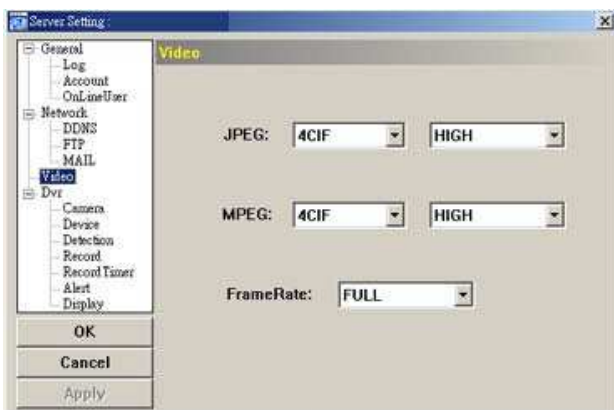 Server Setting :
General
Log
Account
OnLineUser
Network
DDNS
FTP
MAIL
Video
Dvr
Camera
Device
Detection
Record
Record Timer
Alert
Display
OK
Cancel
Apply
Video
JPEG: 4CIF HIGH
MPEG: 4CIF HIGH
FrameRate: FULL